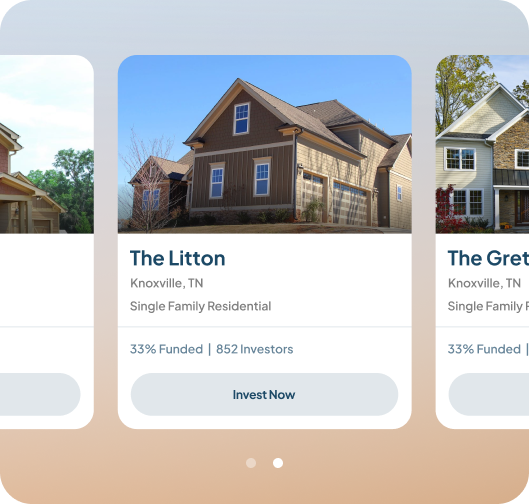 The Litton
Knoxville, TN
Single Family Residential
33% Funded | 852 Investors
Invest Now
The Gret
Knoxville, TN
Single Family
33% Funded |